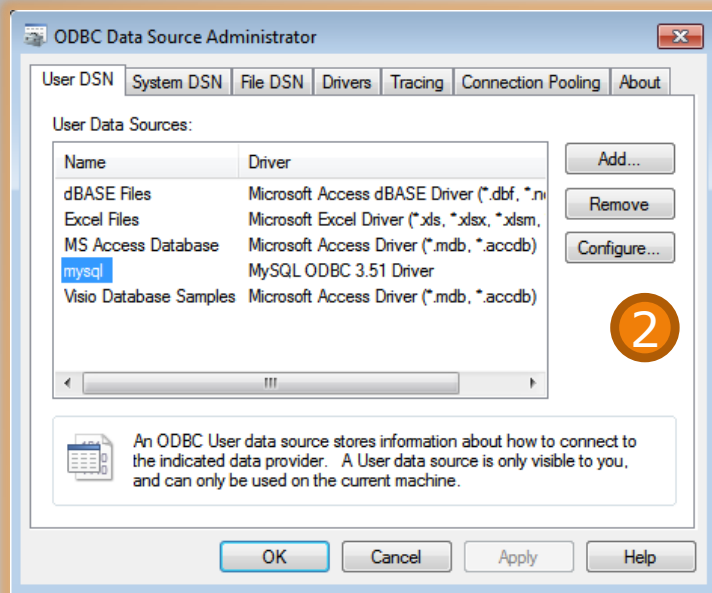 ODBC Data Source Administrator
User DSN System DSN File DSN Drivers Tracing Connection Pooling About
User Data Sources:
Name Driver
dBASE Files Microsoft Access dBASE Driver (*.dbf, *.n
Excel Files Microsoft Excel Driver (*.xls, *.xlsx, *.xlsm,
MS Access Database Microsoft Access Driver (*.mdb, *.accdb)
mysql MySQL ODBC 3.51 Driver
Visio Database Samples Microsoft Access Driver (*.mdb, *.accdb)
Add...
Remove
Configure...
2
An ODBC User data source stores information about how to connect to
the indicated data provider. A User data source is only visible to you,
and can only be used on the current machine.
OK Cancel Apply Help